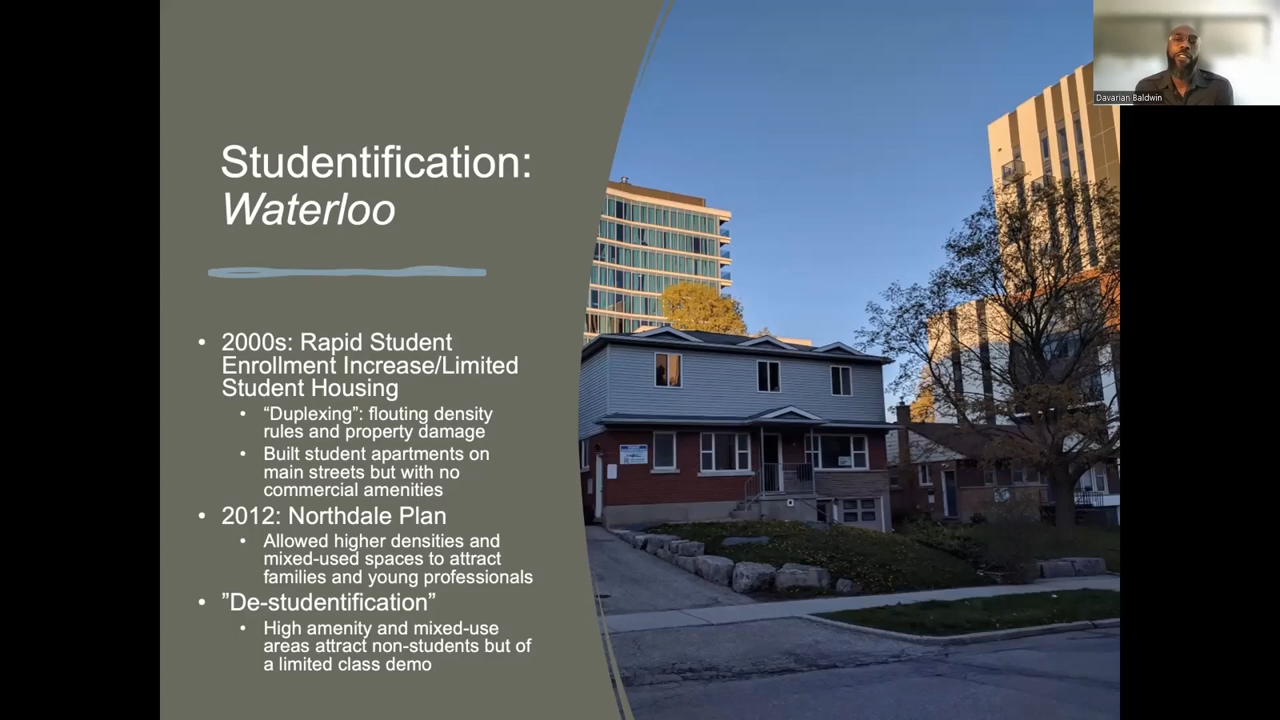 Davarian Baldwin
Studentification:
Waterloo
• 2000s: Rapid Student
Enrollment Increase/Limited
Student Housing
• “Duplexing”: flouting density
rules and property damage
• Built student apartments on
main streets but with no
commercial amenities
• 2012: Northdale Plan
• Allowed higher densities and
mixed-used spaces to attract
families and young professionals
• ”De-studentification”
• High amenity and mixed-use
areas attract non-students but of
a limited class demo